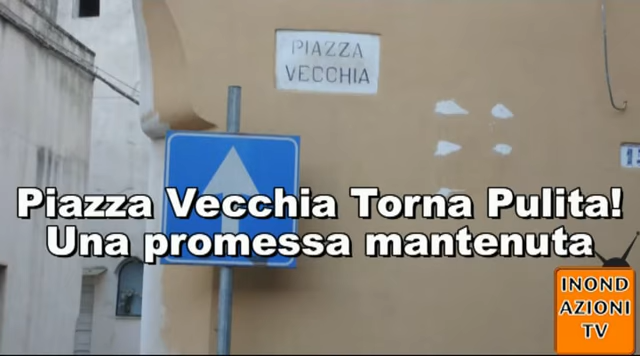 PIAZZA
VECCHIA
Piazza Vecchia Torna Pulita!
Una promessa mantenuta
INOND
AZIONI
TV